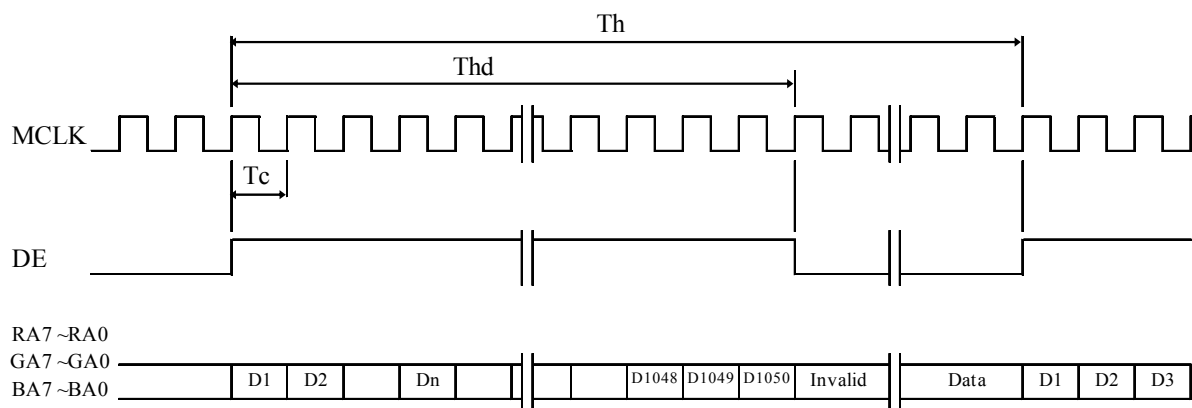 Th
Thd
MCLK
Tc
DE
RA7 ~RA0
GA7 ~GA0
BA7 ~BA0
D1 D2 Dn D1048 D1049 D1050 Invalid Data D1 D2 D3